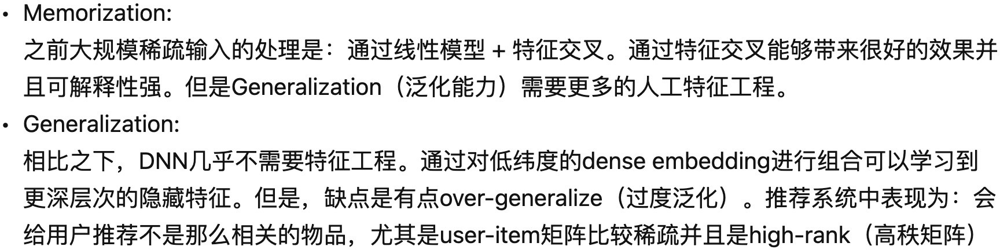 • Memorization:
之前大规模稀疏输入的处理是：通过线性模型 + 特征交叉。通过特征交叉能够带来很好的效果并
且可解释性强。但是Generalization（泛化能力）需要更多的人工特征工程。
• Generalization:
相比之下，DNN几乎不需要特征工程。通过对低纬度的dense embedding进行组合可以学习到
更深层次的隐藏特征。但是，缺点是有点over-generalize（过度泛化）。推荐系统中表现为：会
给用户推荐不是那么相关的物品，尤其是user-item矩阵比较稀疏并且是high-rank（高秩矩阵）